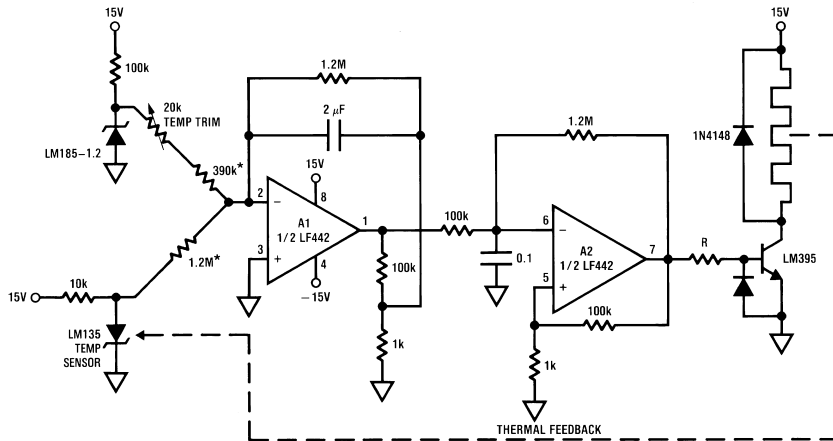 15V
100k
20k
TEMP TRIM
LM185–1.2
390k*
1.2M*
15V
10k
LM135
TEMP
SENSOR
1.2M
2 μF
15V
2
8
–
A1
1/2 LF442
1
3
+
4
–15V
100k
1k
100k
0.1
1.2M
6
–
A2
1/2 LF442
7
5
+
100k
1k
R
15V
1N4148
LM395
THERMAL FEEDBACK